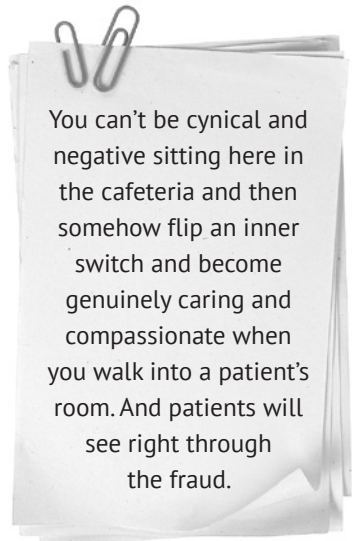 You can’t be cynical and
negative sitting here in
the cafeteria and then
somehow flip an inner
switch and become
genuinely caring and
compassionate when
you walk into a patient’s
room. And patients will
see right through
the fraud.